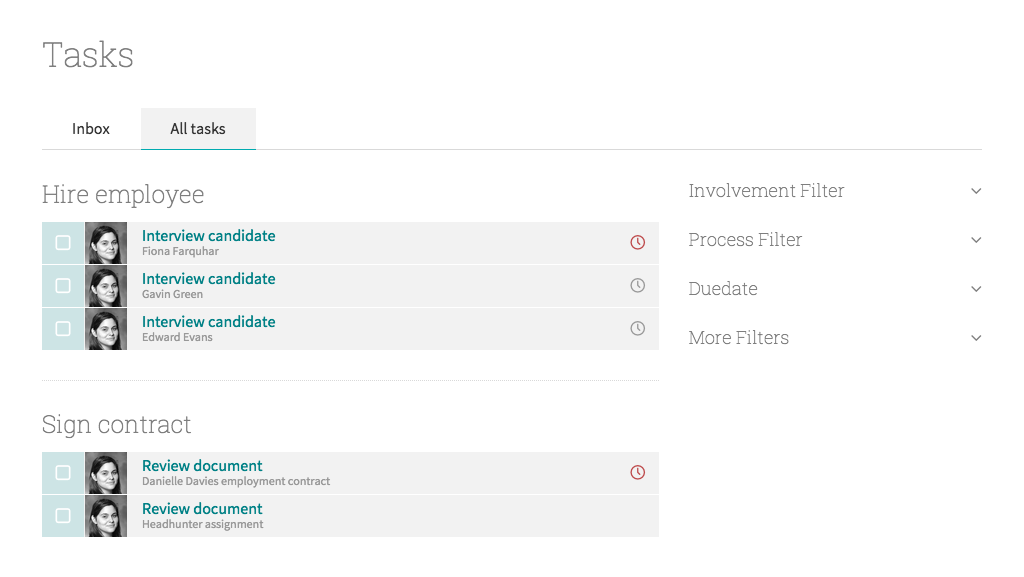 Tasks
Inbox
All tasks
Hire employee
Interview candidate
Fiona Farquhar
Interview candidate
Gavin Green
Interview candidate
Edward Evans
Sign contract
Review document
Danielle Davies employment contract
Review document
Headhunter assignment
Involvement Filter
Process Filter
Duedate
More Filters